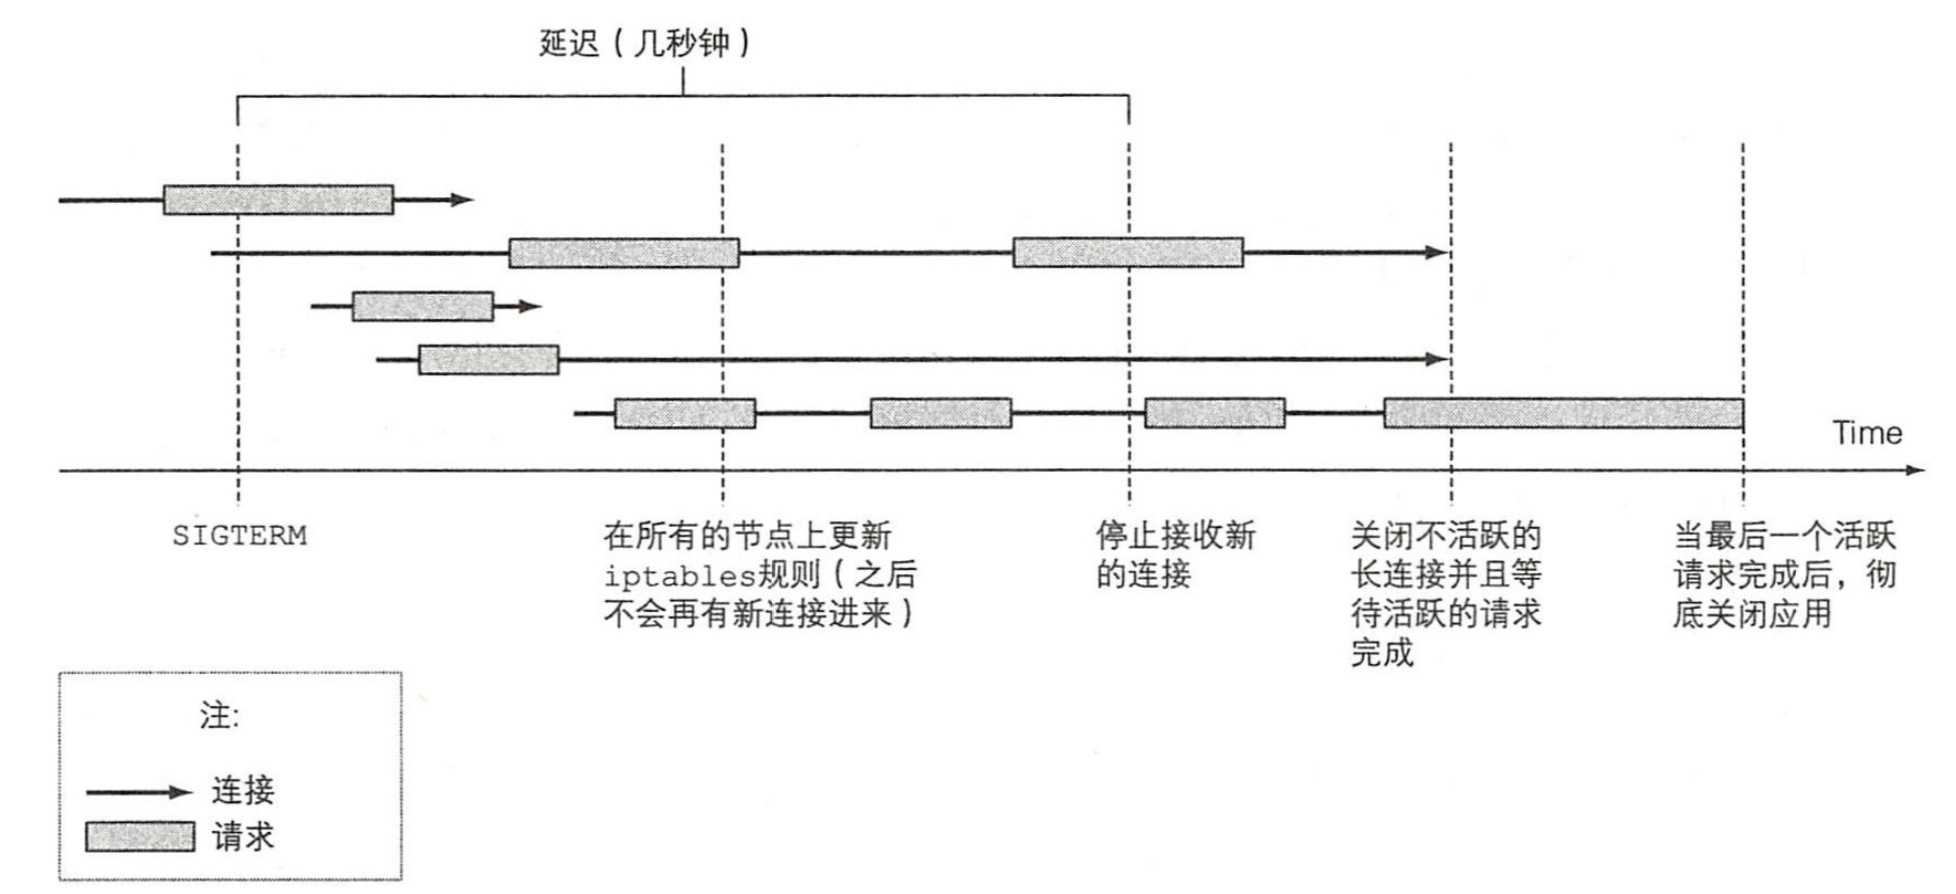 延迟（几秒钟）
Time
SIGTERM
在所有的节点上更新
iptables规则（之后
不会再有新连接进来）
停止接收新
的连接
关闭不活跃的
长连接并且等
待活跃的请求
完成
当最后一个活跃
请求完成后，彻
底关闭应用
注:
连接
请求